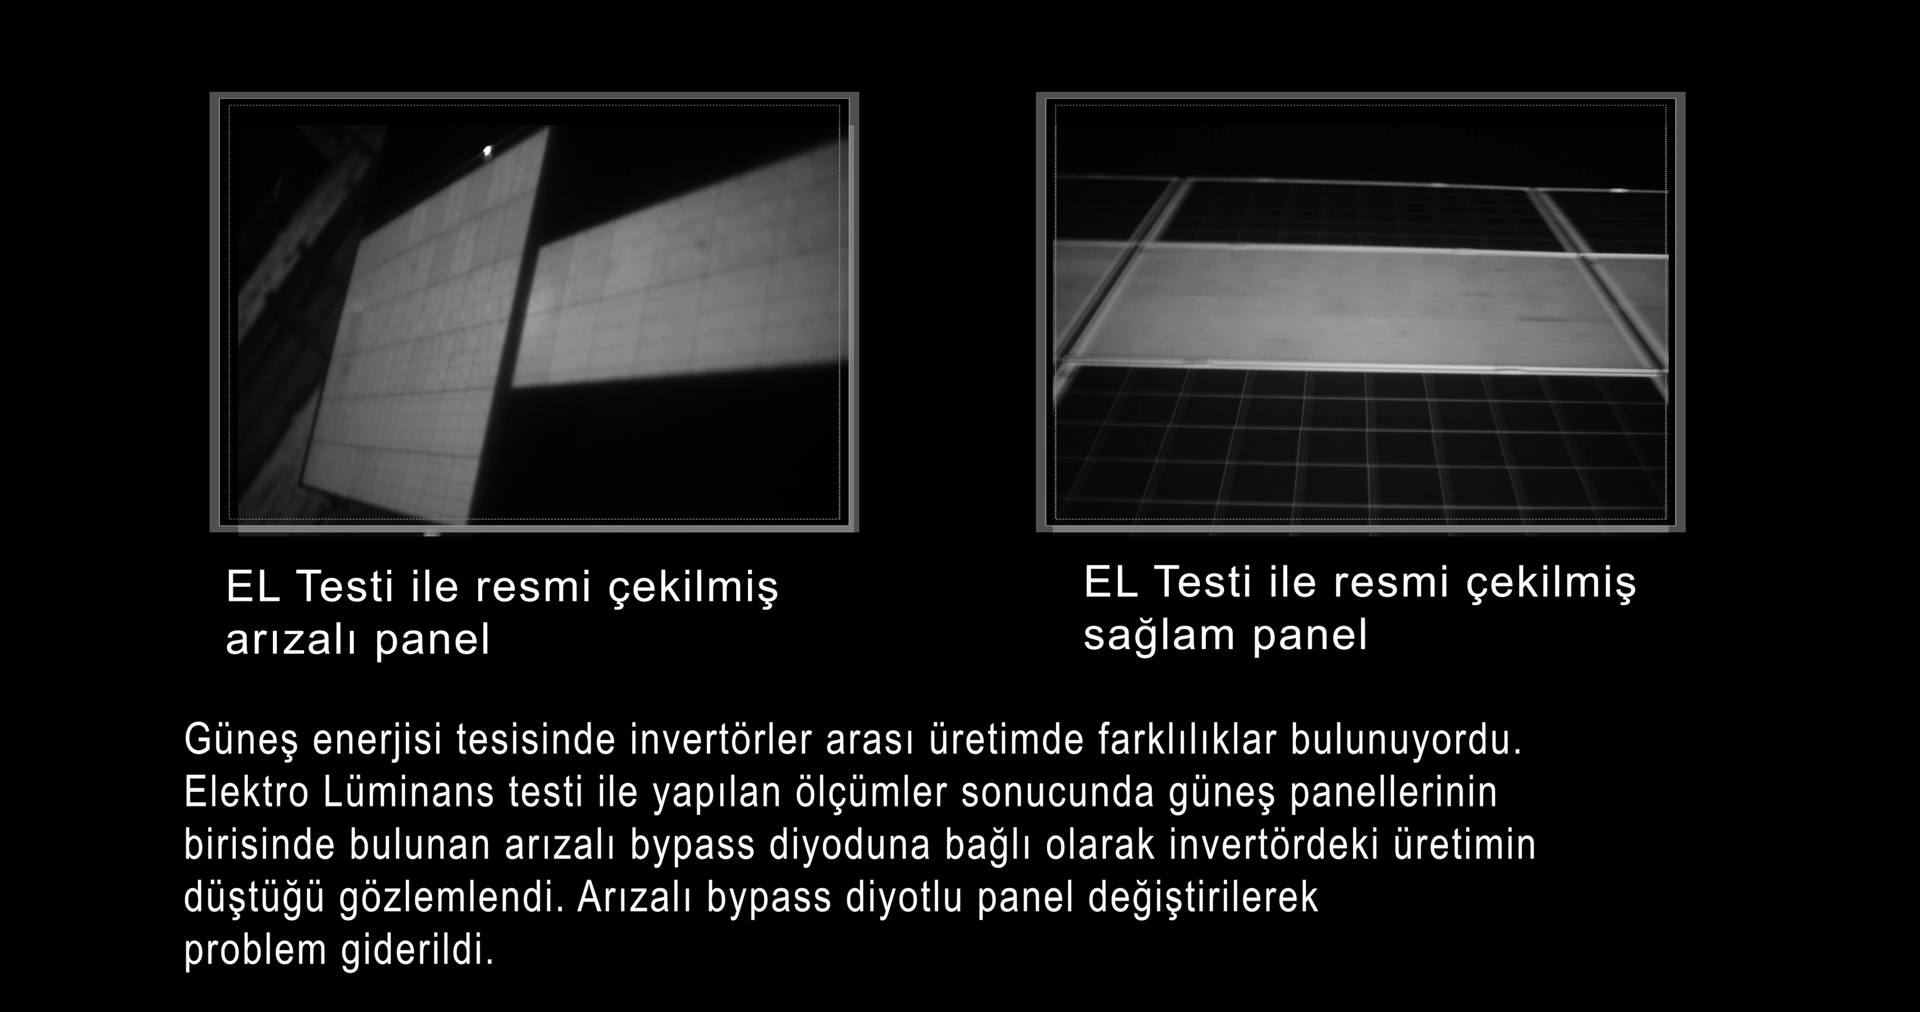 EL Testi ile resmi çekilmiş
arızalı panel
EL Testi ile resmi çekilmiş
sağlam panel
Güneş enerjisi tesisinde invertörler arası üretimde farklılıklar bulunuyordu.
Elektro Lüminans testi ile yapılan ölçümler sonucunda güneş panellerinin
birisinde bulunan arızalı bypass diyoduna bağlı olarak invertördeki üretimin
düştüğü gözlemlendi. Arızalı bypass diyotlu panel değiştirilerek
problem giderildi.